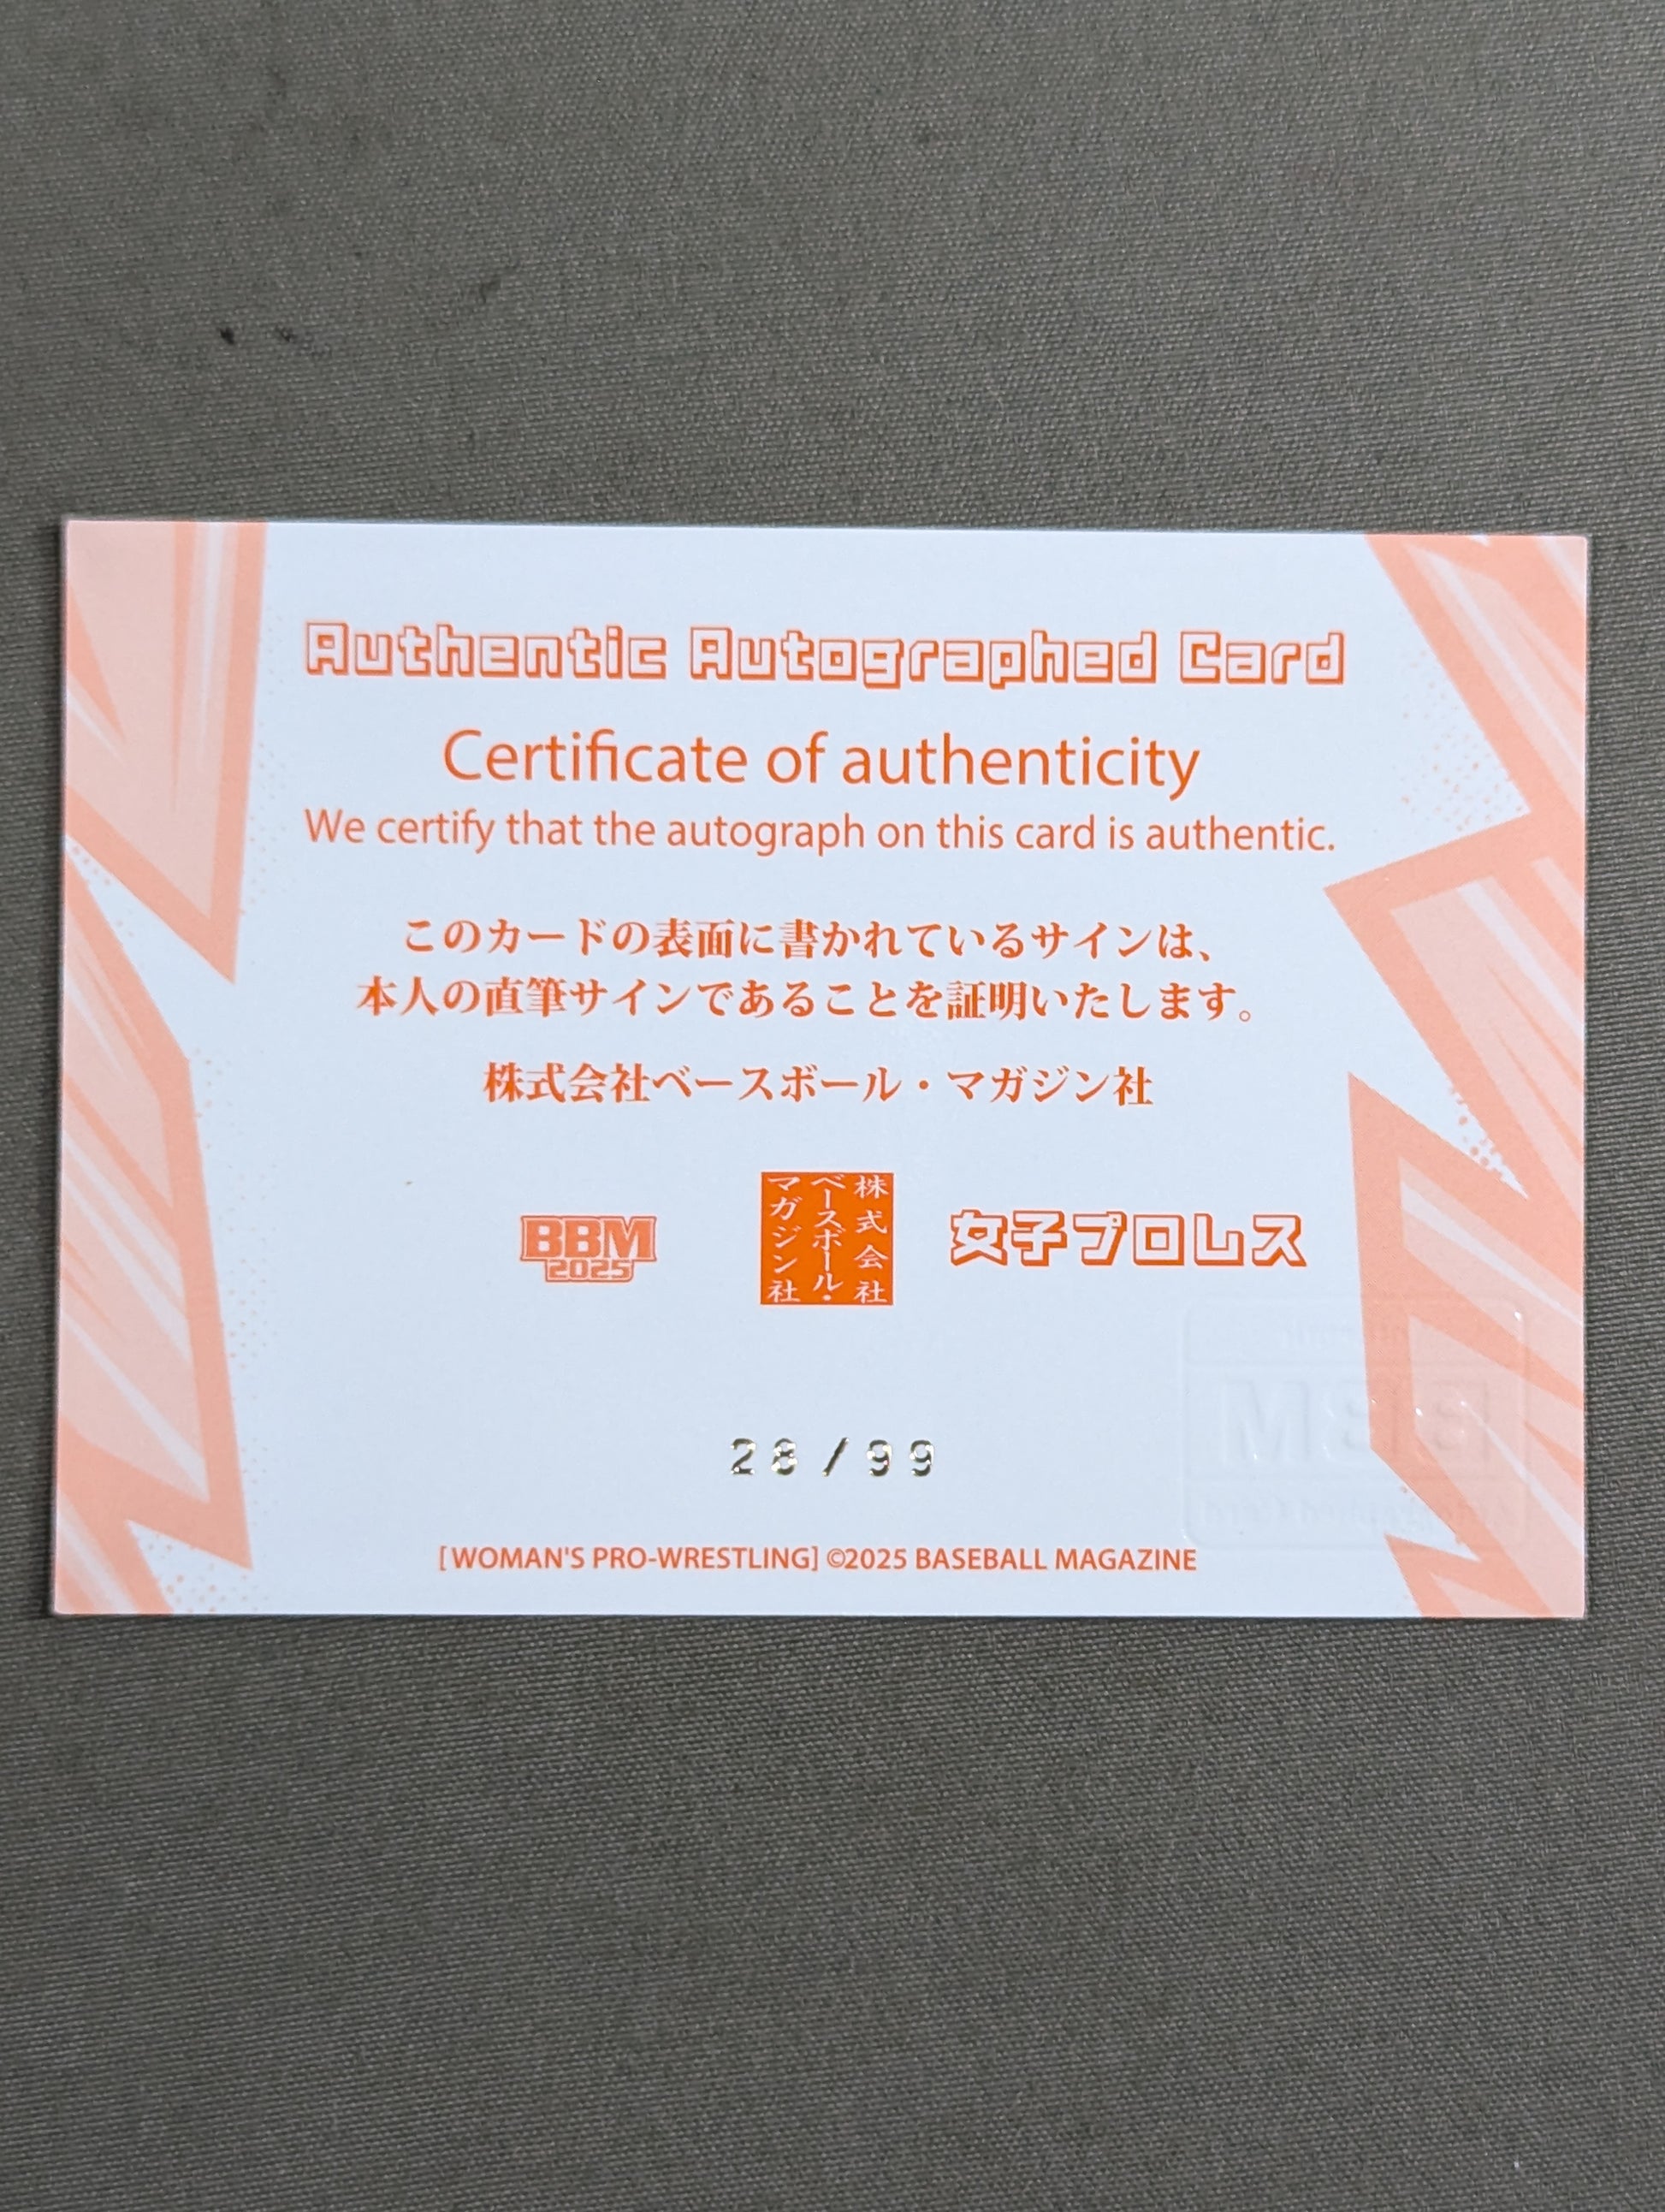 Authentic Autographed Card
Certificate of authenticity
We certify that the autograph on this card is authentic.
このカードの表面に書かれているサインは、
本人の直筆サインであることを証明いたします。
株式会社ベースボール・マガジン社
BBM
2025
株式会社
ベースボール・
マガジン社
女子プロレス
BBM
28/99
[WOMAN'S PRO-WRESTLING] ©2025 BASEBALL MAGAZINE